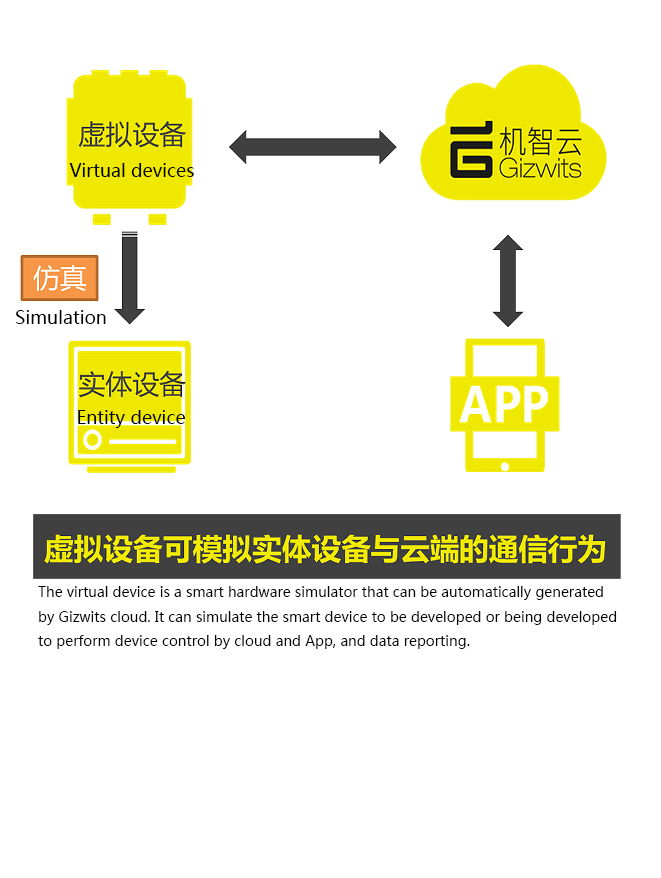 虚拟设备
Virtual devices
机智云
Gizwits
仿真
Simulation
实体设备
Entity device
APP
虚拟设备可模拟实体设备与云端的通信行为
The virtual device is a smart hardware simulator that can be automatically generated
by Gizwits cloud. It can simulate the smart device to be developed or being developed
to perform device control by cloud and App, and data reporting.